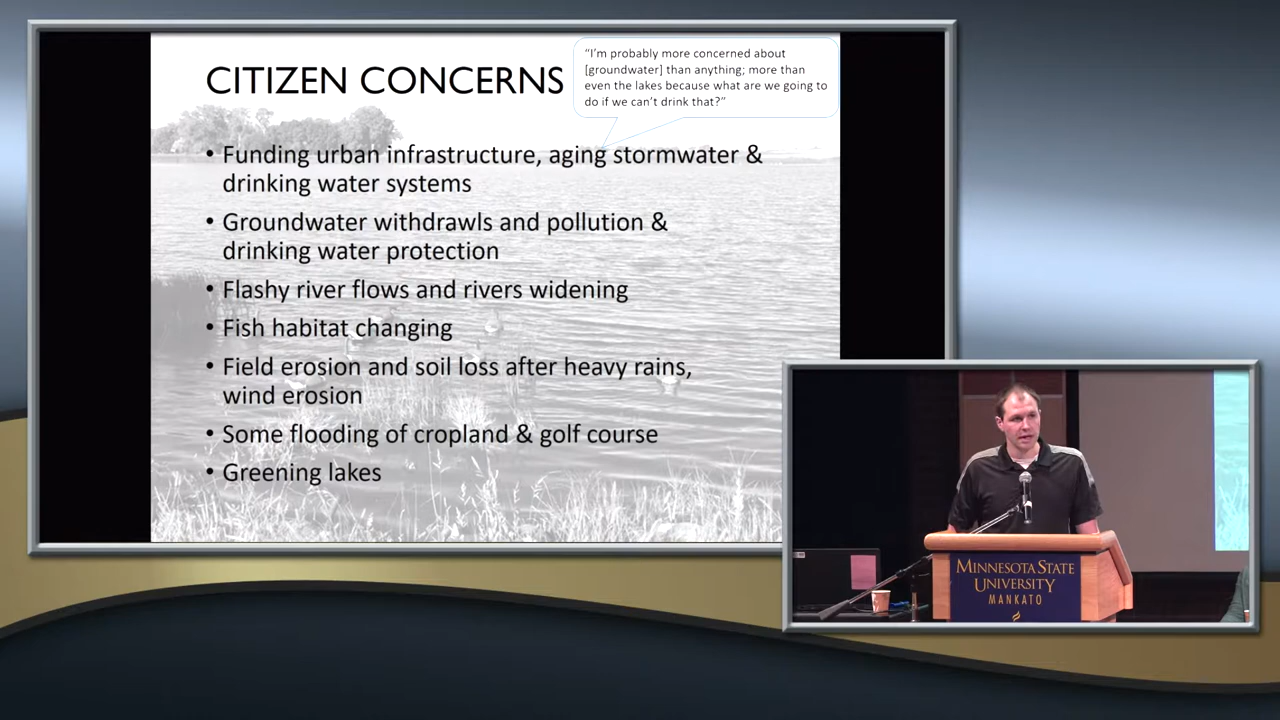 CITIZEN CONCERNS
“I’m probably more concerned about
[groundwater] than anything; more than
even the lakes because what are we going to
do if we can’t drink that?”
• Funding urban infrastructure, aging stormwater &
drinking water systems
• Groundwater withdrawls and pollution &
drinking water protection
• Flashy river flows and rivers widening
• Fish habitat changing
• Field erosion and soil loss after heavy rains,
wind erosion
• Some flooding of cropland & golf course
• Greening lakes
MINNESOTA STATE
UNIVERSITY
MANKATO